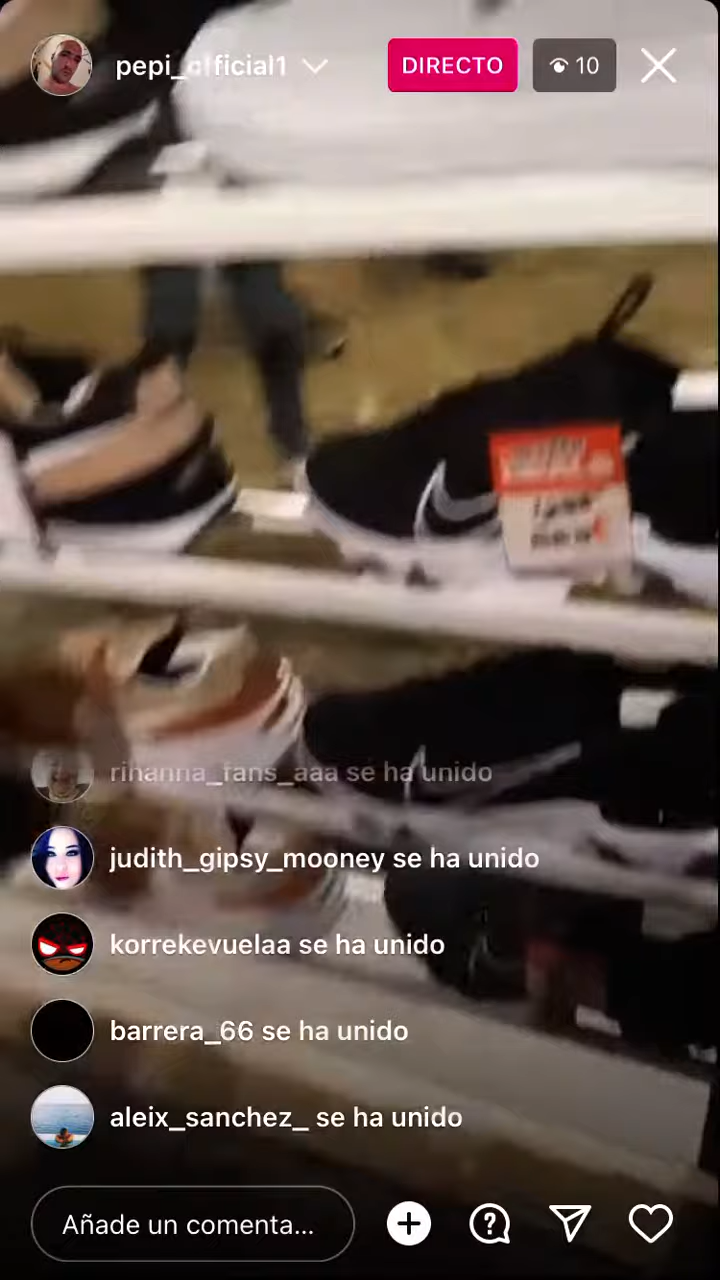 pepi_official1
DIRECTO
10
rihanna_fans_aaa se ha unido
judith_gipsy_mooney se ha unido
korrekevuelaa se ha unido
barrera_66 se ha unido
aleix_sanchez_ se ha unido
Añade un comenta...